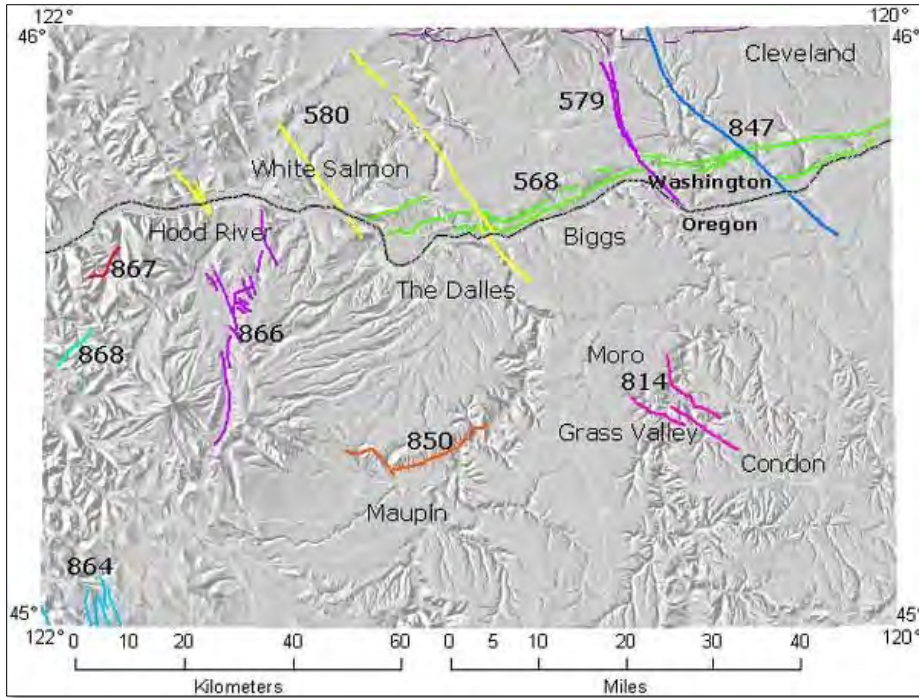 122°
120°
46°
46°
Cleveland
580
579
847
White Salmon
568
Washington
Hood River
Oregon
Biggs
867
The Dalles
866
868
Moro
814
Grass Valley
850
Condon
Maupin
864
45°
45°
122°
0 10 20 40 60 0 5 10 20 30 40
120°
Kilometers Miles